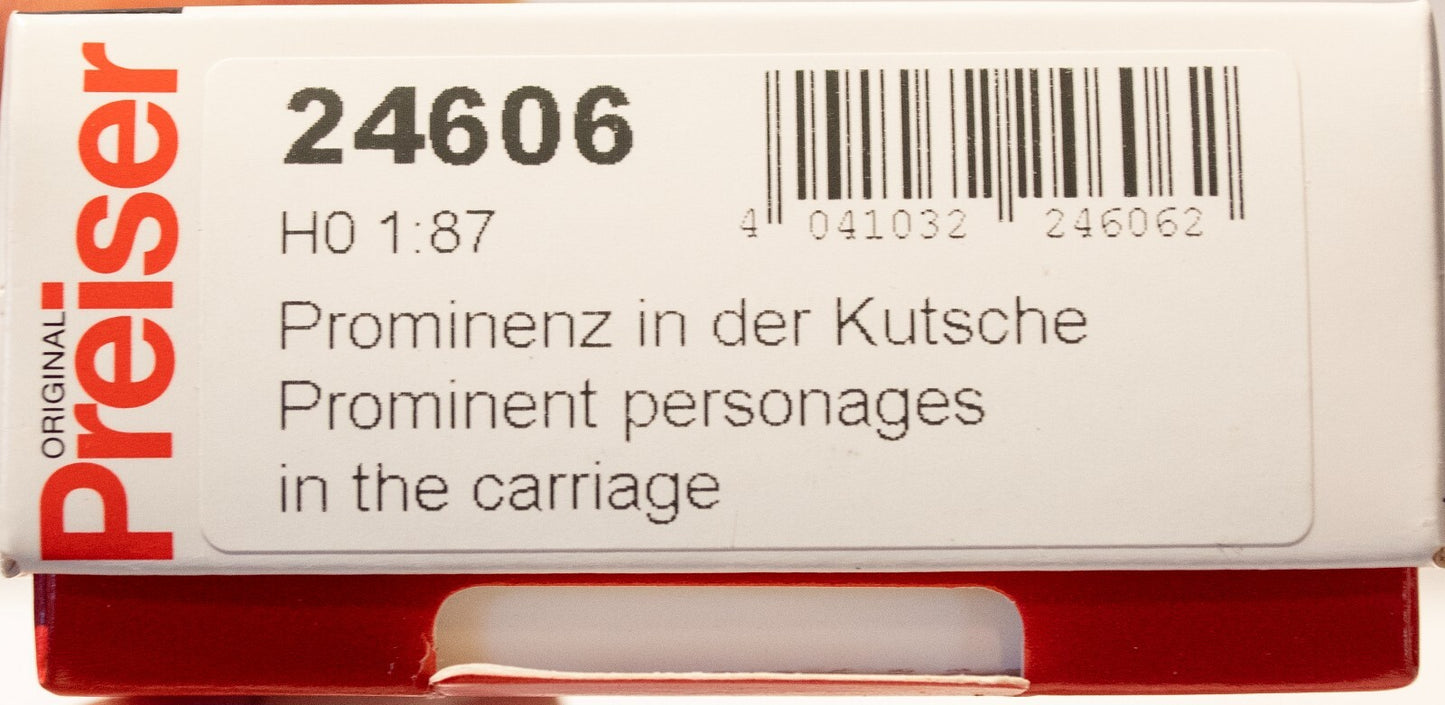 ORIGINAL
Preiser
24606
H0 1:87
4 041032 246062
Prominenz in der Kutsche
Prominent personages
in the carriage